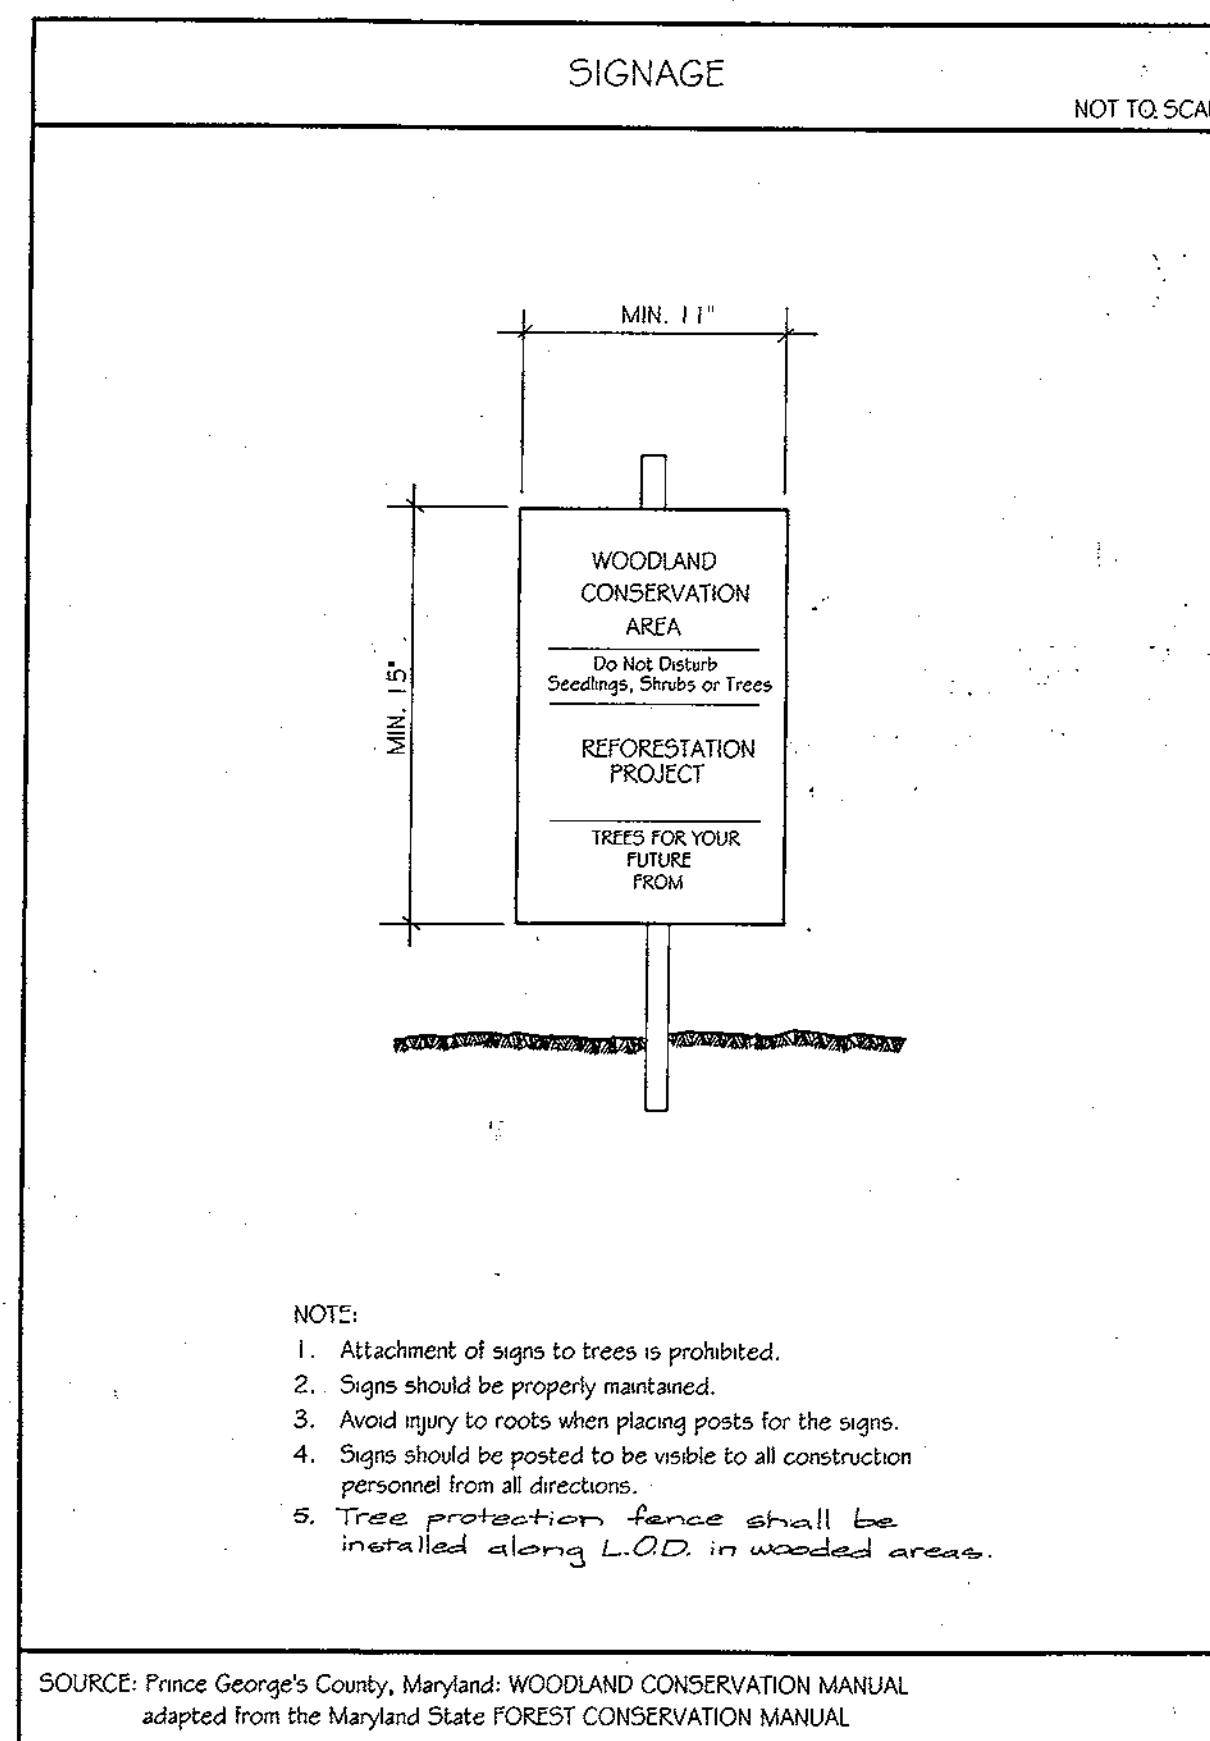 SIGNAGE
NOT TO SCAL
MIN. 11"
MIN. 15"
WOODLAND
CONSERVATION
AREA
Do Not Disturb
Seedlings, Shrubs or Trees
REFORESTATION
PROJECT
TREES FOR YOUR
FUTURE
FROM
NOTE:
1. Attachment of signs to trees is prohibited.
2. Signs should be properly maintained.
3. Avoid injury to roots when placing posts for the signs.
4. Signs should be posted to be visible to all construction
personnel from all directions.
5. Tree protection fence shall be
installed along L.O.D. in wooded areas.
SOURCE: Prince George's County, Maryland: WOODLAND CONSERVATION MANUAL
adapted from the Maryland State FOREST CONSERVATION MANUAL